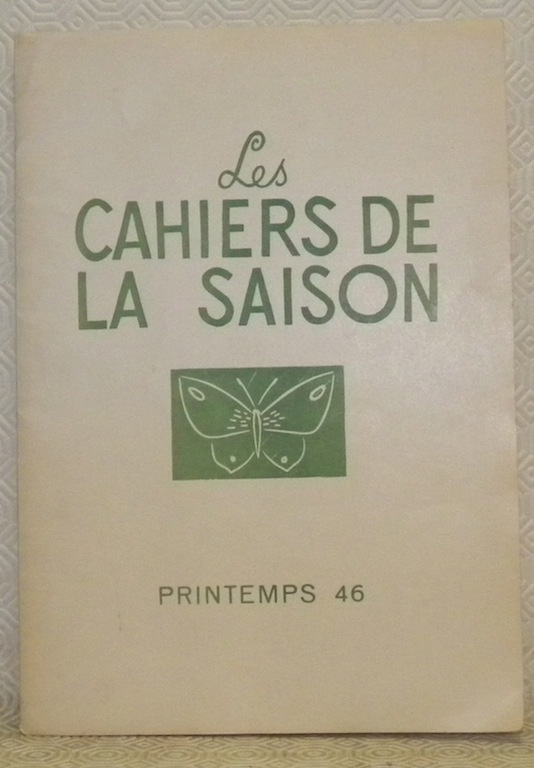 Les
CAHIERS DE
LA SAISON
PRINTEMPS 46